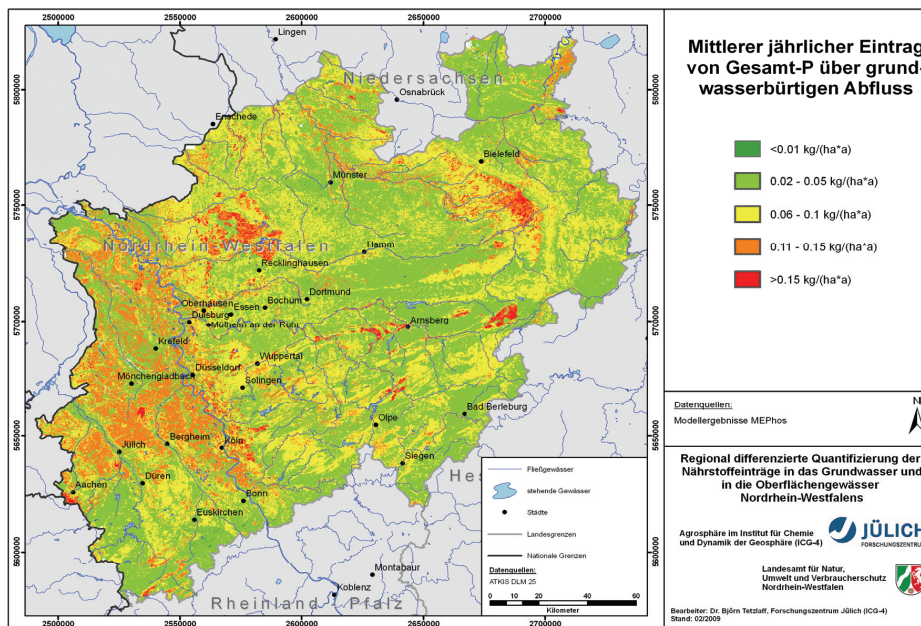 2500000
2550000
2600000
2650000
2700000
5800000
5750000
5700000
5650000
5600000
5800000
5750000
5700000
5650000
5600000
Lingen
Niedersachsen
Osnabrück
Enschede
Bielefeld
Münster
Nordrhein-Westfalen
Hamm
Recklinghausen
Oberhausen
Essen
Bochum
Dortmund
Duisburg
Mülheim an der Ruhr
Arnsberg
Krefeld
Wuppertal
Düsseldorf
Mönchengladbach
Solingen
Bad Berleburg
Olpe
Jülich
Bergheim
Köln
Siegen
Hes
Aachen
Düren
Bonn
Euskirchen
Montabaur
Koblenz
Rheinland - Pfalz
Fließgewässer
stehende Gewässer
Städte
Landesgrenzen
Nationale Grenzen
Datenquellen:
ATKIS DLM 25
0 10 20 40 60
Kilometer
Mittlerer jährlicher Eintrag
von Gesamt-P über grund-
wasserbürtigen Abfluss
<0.01 kg/(ha*a)
0.02 - 0.05 kg/(ha*a)
0.06 - 0.1 kg/(ha*a)
0.11 - 0.15 kg/(ha*a)
>0.15 kg/(ha*a)
Datenquellen:
Modellergebnisse MEPhos
N
Regional differenzierte Quantifizierung der
Nährstoffeinträge in das Grundwasser und
in die Oberflächengewässer
Nordrhein-Westfalens
Agrosphäre im Institut für Chemie
und Dynamik der Geosphäre (ICG-4)
JÜLICH
FORSCHUNGSZENTRUM
Landesamt für Natur,
Umwelt und Verbraucherschutz
Nordrhein-Westfalen
Bearbeiter: Dr. Björn Tetzlaff, Forschungszentrum Jülich (ICG-4)
Stand: 02/2009